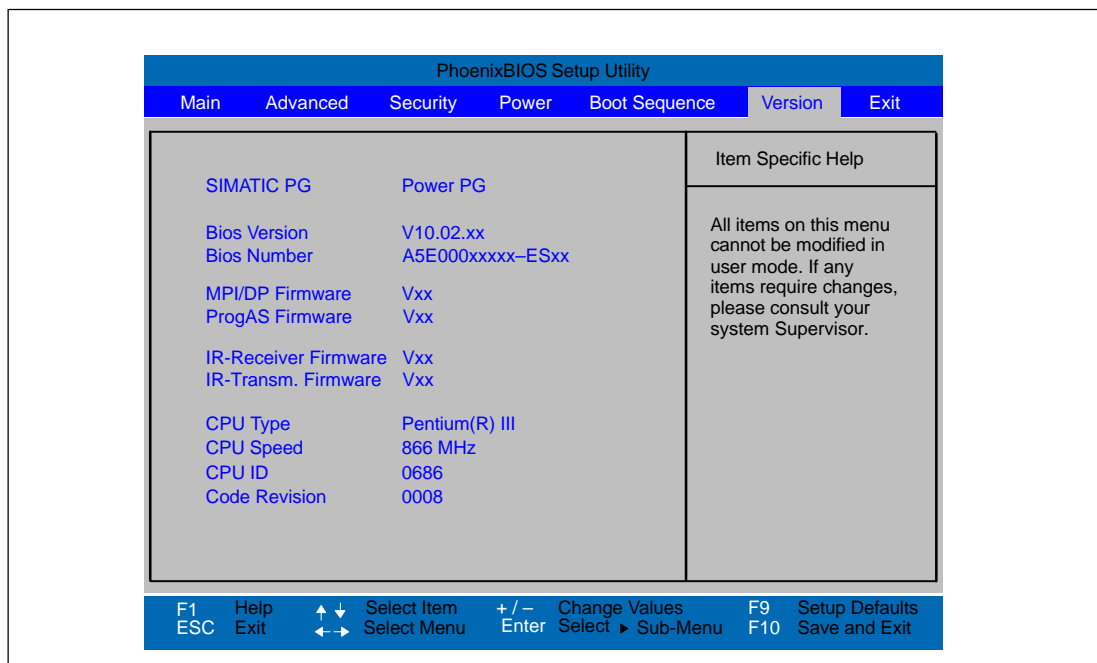 PhoenixBIOS Setup Utility
Main Advanced Security Power Boot Sequence Version Exit
Item Specific Help
SIMATIC PG Power PG
Bios Version V10.02.xx
Bios Number A5E000xxxxx–ESxx
MPI/DP Firmware Vxx
ProgAS Firmware Vxx
IR-Receiver Firmware Vxx
IR-Transm. Firmware Vxx
CPU Type Pentium(R) III
CPU Speed 866 MHz
CPU ID 0686
Code Revision 0008
All items on this menu
cannot be modified in
user mode. If any
items require changes,
please consult your
system Supervisor.
F1 Help Select Item + / – Change Values F9 Setup Defaults
ESC Exit Select Menu Enter Select Sub-Menu F10 Save and Exit